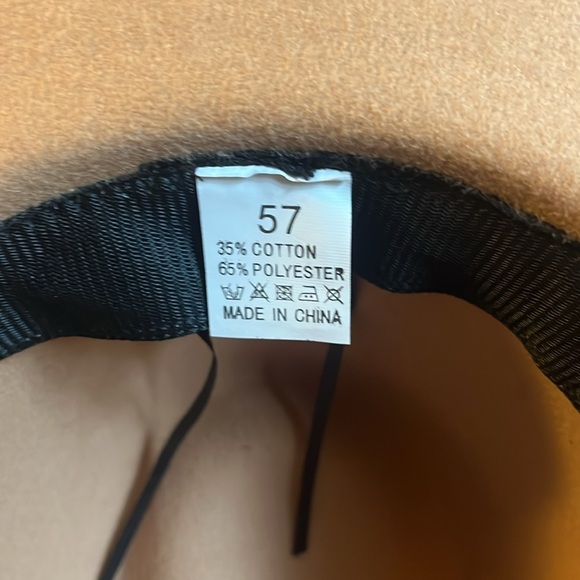 57
35% COTTON
65% POLYESTER
MADE IN CHINA